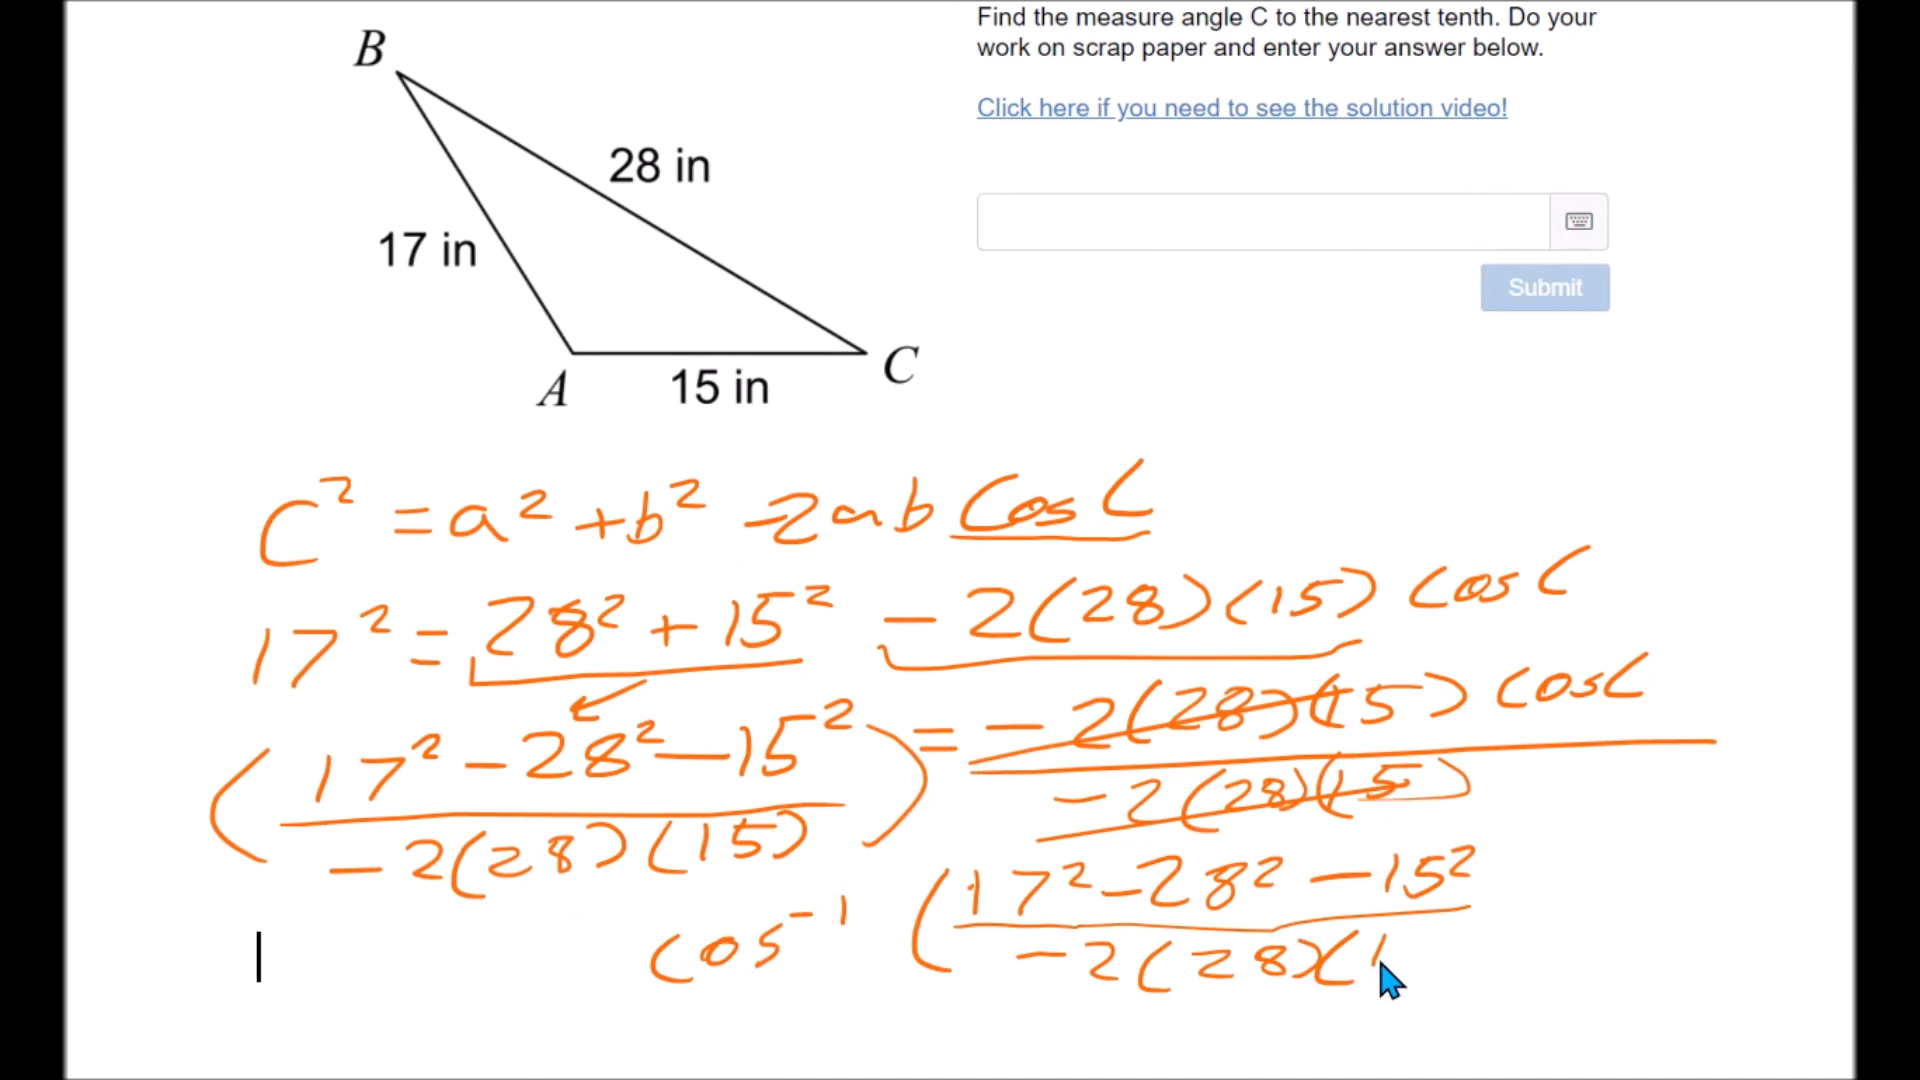 B
28 in
17 in
A
15 in
C
Find the measure angle C to the nearest tenth. Do your
work on scrap paper and enter your answer below.
Click here if you need to see the solution video!
Submit
C² = a² + b² - 2ab Cos C
17² = 28² + 15² - 2(28)(15) cos C
(17² - 28² - 15²) = -2(28)(15) cos C
-2(28)(15) -2(28)(15)
cos⁻¹ (17² - 28² - 15²
-2(28)(1